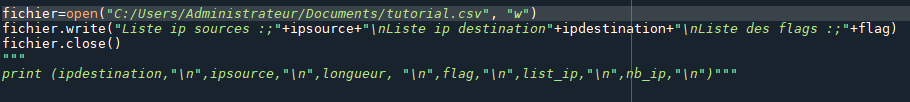 fichier=open("C:/Users/Administrateur/Documents/tutorial.csv", "w")
fichier.write("Liste ip sources :;"+ipsource+"\nListe ip destination"+ipdestination+"\nListe des flags :;"+flag)
fichier.close()
"""
print (ipdestination,"\n",ipsource,"\n",longueur, "\n",flag,"\n",list_ip,"\n",nb_ip,"\n")"""